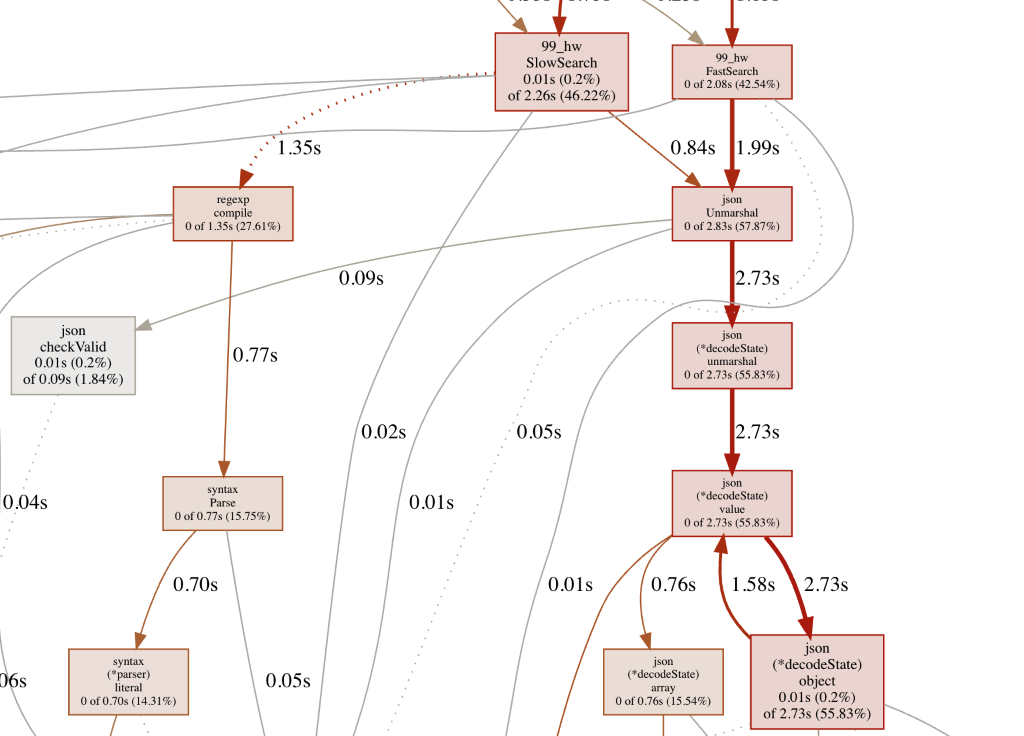 99_hw
SlowSearch
0.01s (0.2%)
of 2.26s (46.22%)
99_hw
FastSearch
0 of 2.08s (42.54%)
1.35s
0.84s
1.99s
regexp
compile
0 of 1.35s (27.61%)
json
Unmarshal
0 of 2.83s (57.87%)
0.09s
2.73s
json
checkValid
0.01s (0.2%)
of 0.09s (1.84%)
0.77s
json
(*decodeState)
unmarshal
0 of 2.73s (55.83%)
0.02s
0.05s
2.73s
0.04s
syntax
Parse
0 of 0.77s (15.75%)
0.01s
json
(*decodeState)
value
0 of 2.73s (55.83%)
0.70s
0.01s
0.76s
1.58s
2.73s
06s
syntax
(*parser)
literal
0 of 0.70s (14.31%)
0.05s
json
(*decodeState)
array
0 of 0.76s (15.54%)
json
(*decodeState)
object
0.01s (0.2%)
of 2.73s (55.83%)